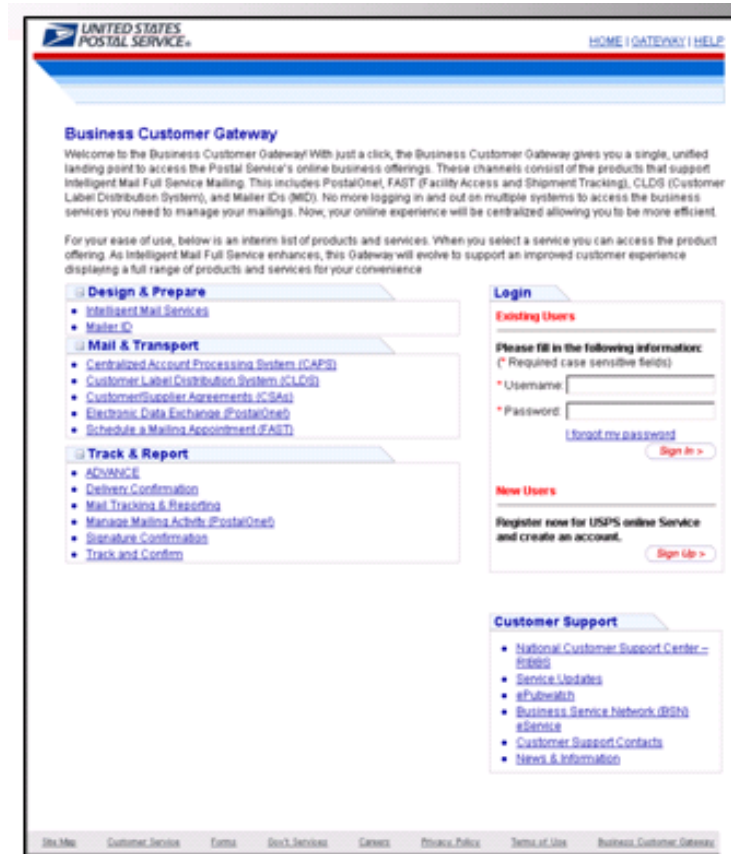 UNITED STATES
POSTAL SERVICE®
HOME | GATEWAY | HELP
Business Customer Gateway
Welcome to the Business Customer Gateway! With just a click, the Business Customer Gateway gives you a single, unified
landing point to access the Postal Service's online business offerings. These channels consist of the products that support
Intelligent Mail Full Service Mailing. This includes PostalOne!, FAST (Facility Access and Shipment Tracking), CLDS (Customer
Label Distribution System), and Mailer IDs (MID). No more logging in and out on multiple systems to access the business
services you need to manage your mailings. Now, your online experience will be centralized allowing you to be more efficient.
For your ease of use, below is an interim list of products and services. When you select a service you can access the product
offering. As Intelligent Mail Full Service enhances, this Gateway will evolve to support an improved customer experience
displaying a full range of products and services for your convenience
Design & Prepare
• Intelligent Mail Services
• Mailer ID
Mail & Transport
• Centralized Account Processing System (CAPS)
• Customer Label Distribution System (CLDS)
• Customer/Supplier Agreements (CSAs)
• Electronic Data Exchange (PostalOne!)
• Schedule a Mailing Appointment (FAST)
Track & Report
• ADVANCE
• Delivery Confirmation
• Mail Tracking & Reporting
• Manage Mailing Activity (PostalOne!)
• Signature Confirmation
• Track and Confirm
Login
Existing Users
Please fill in the following information:
(* Required case sensitive fields)
* Username:
* Password:
I forgot my password
Sign In >
New Users
Register now for USPS online Service
and create an account.
Sign Up >
Customer Support
• National Customer Support Center –
RIBBS
• Service Updates
• ePubwatch
• Business Service Network (BSN)
eService
• Customer Support Contacts
• News & Information
Site Map Customer Service Forms Gov't Services Careers Privacy Policy Terms of Use Business Customer Gateway